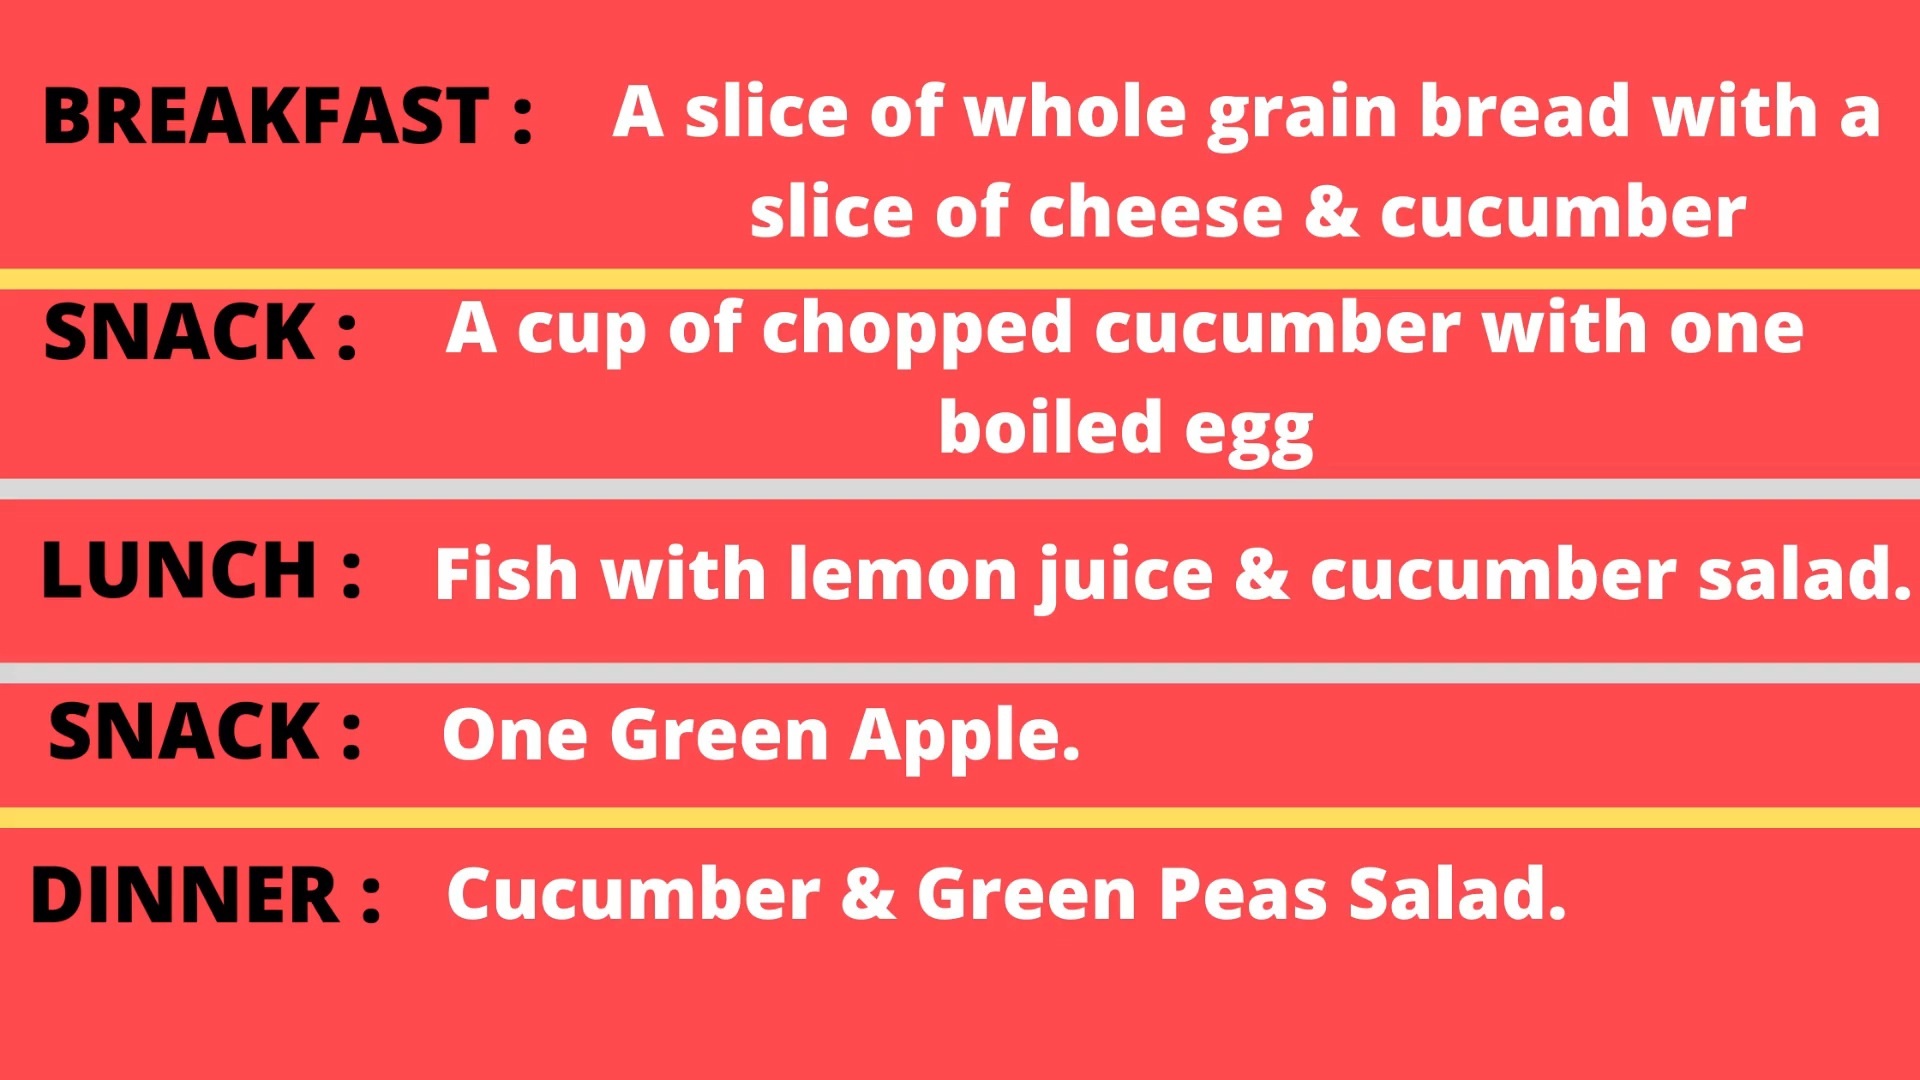 BREAKFAST : A slice of whole grain bread with a
slice of cheese & cucumber
SNACK : A cup of chopped cucumber with one
boiled egg
LUNCH : Fish with lemon juice & cucumber salad.
SNACK : One Green Apple.
DINNER : Cucumber & Green Peas Salad.